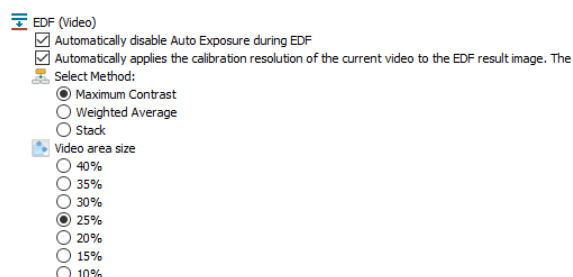 EDF (Video)
Automatically disable Auto Exposure during EDF
Automatically applies the calibration resolution of the current video to the EDF result image. The
Select Method:
Maximum Contrast
Weighted Average
Stack
Video area size
40%
35%
30%
25%
20%
15%
10%